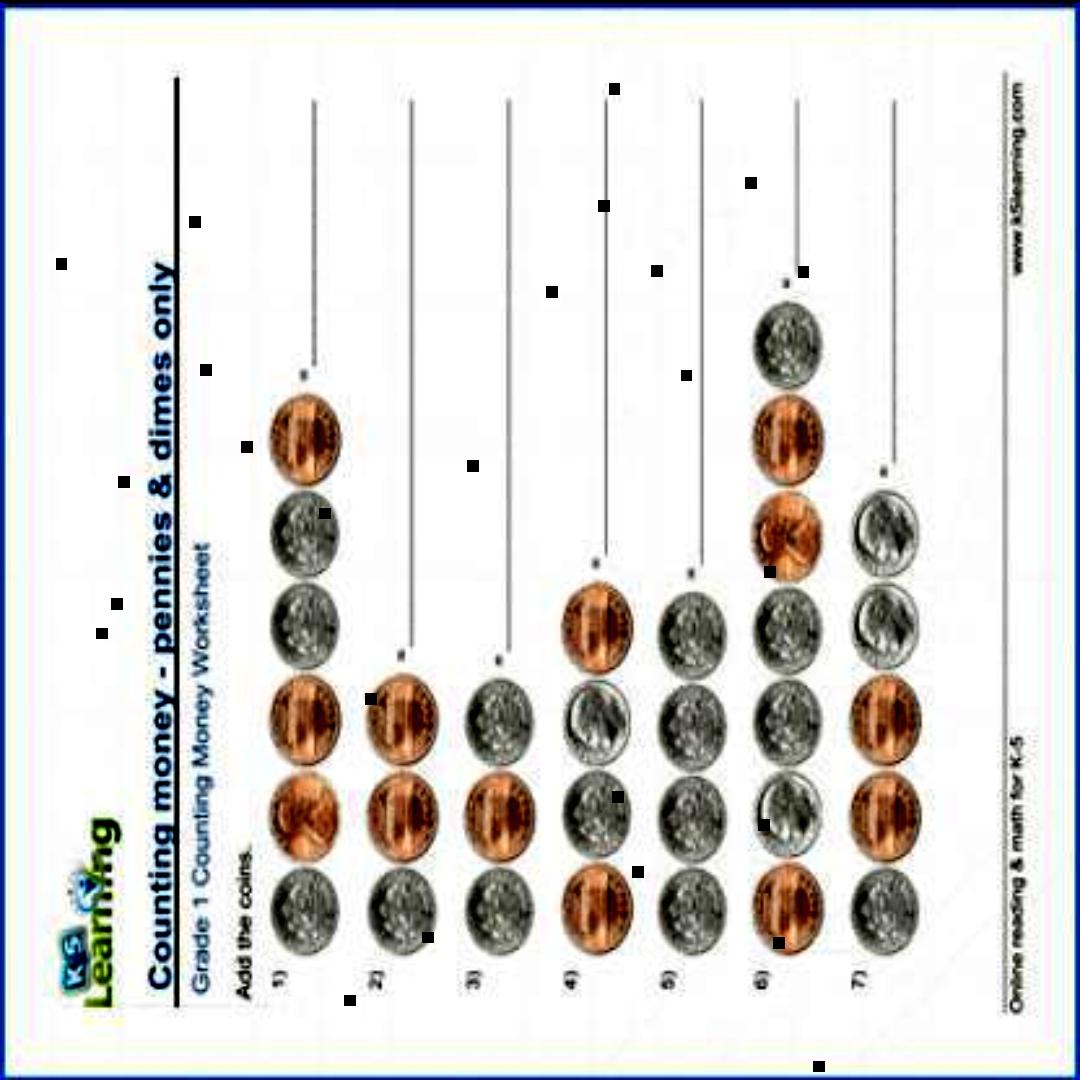 K5 Learning
Counting money - pennies & dimes only
Grade 1 Counting Money Worksheet
Add the coins.
1) =
2) =
3) =
4) =
5) =
6) =
7) =
Online reading & math for K-5 www.k5learning.com